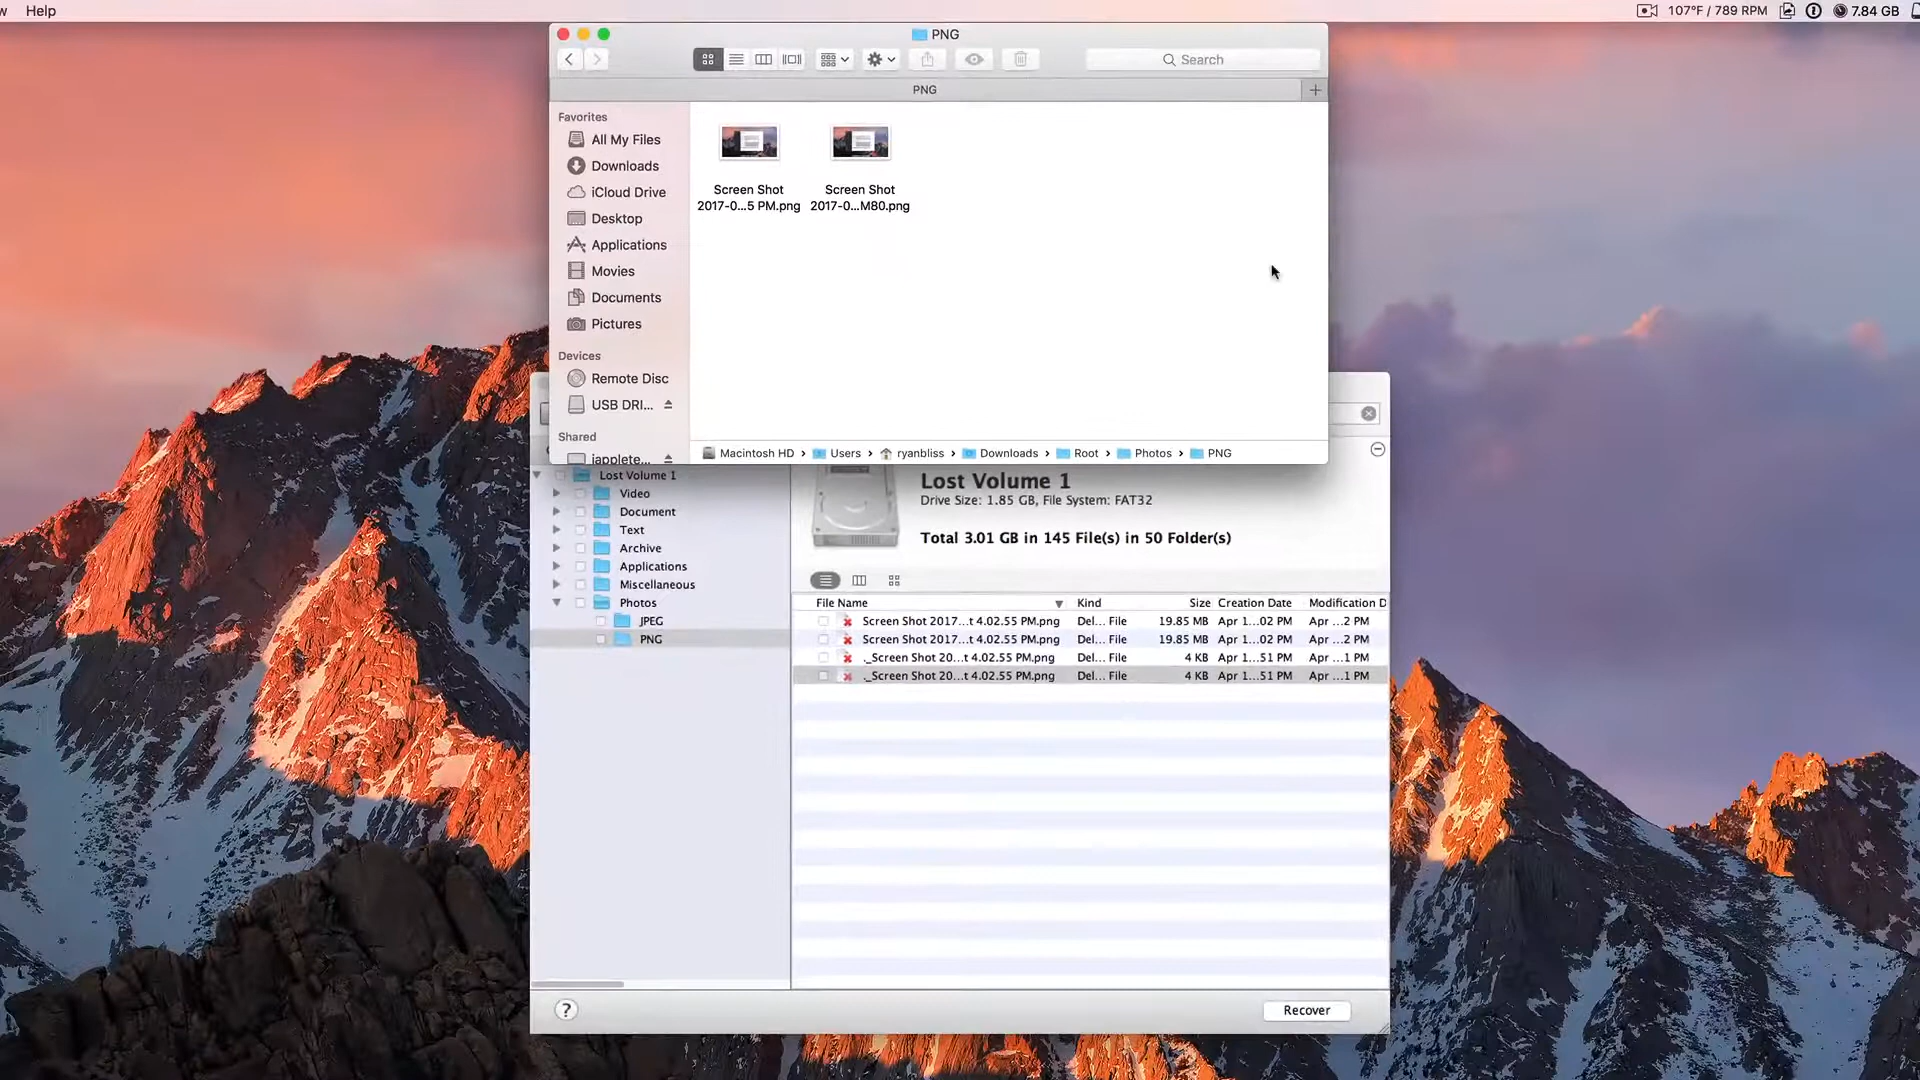 Help
107°F / 789 RPM
7.84 GB
PNG
Search
PNG
Favorites
All My Files
Downloads
iCloud Drive
Desktop
Applications
Movies
Documents
Pictures
Devices
Remote Disc
USB DRI...
Shared
iapplete...
Screen Shot
2017-0...5 PM.png
Screen Shot
2017-0...M80.png
Macintosh HD › Users › ryanbliss › Downloads › Root › Photos › PNG
Lost Volume 1
Video
Document
Text
Archive
Applications
Miscellaneous
Photos
JPEG
PNG
Lost Volume 1
Drive Size: 1.85 GB, File System: FAT32
Total 3.01 GB in 145 File(s) in 50 Folder(s)
File Name Kind Size Creation Date Modification D
Screen Shot 2017...t 4.02.55 PM.png Del... File 19.85 MB Apr 1...02 PM Apr ...2 PM
Screen Shot 2017...t 4.02.55 PM.png Del... File 19.85 MB Apr 1...02 PM Apr ...2 PM
._Screen Shot 20...t 4.02.55 PM.png Del... File 4 KB Apr 1...51 PM Apr ...1 PM
._Screen Shot 20...t 4.02.55 PM.png Del... File 4 KB Apr 1...51 PM Apr ...1 PM
?
Recover